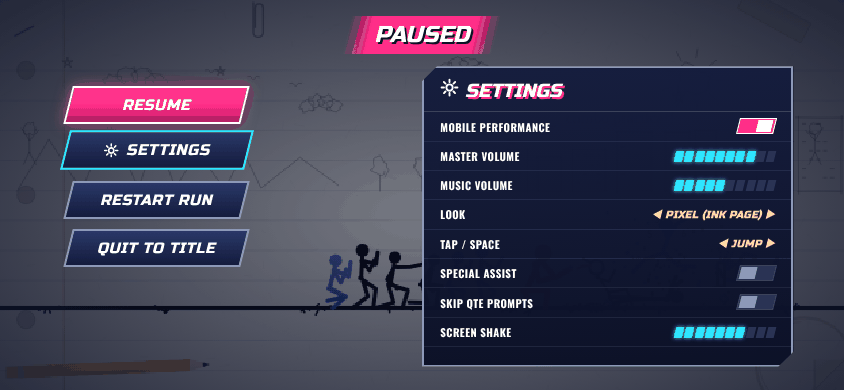 PAUSED
RESUME
SETTINGS
RESTART RUN
QUIT TO TITLE
SETTINGS
MOBILE PERFORMANCE
MASTER VOLUME
MUSIC VOLUME
LOOK ◀ PIXEL (INK PAGE) ▶
TAP / SPACE ◀ JUMP ▶
SPECIAL ASSIST
SKIP QTE PROMPTS
SCREEN SHAKE